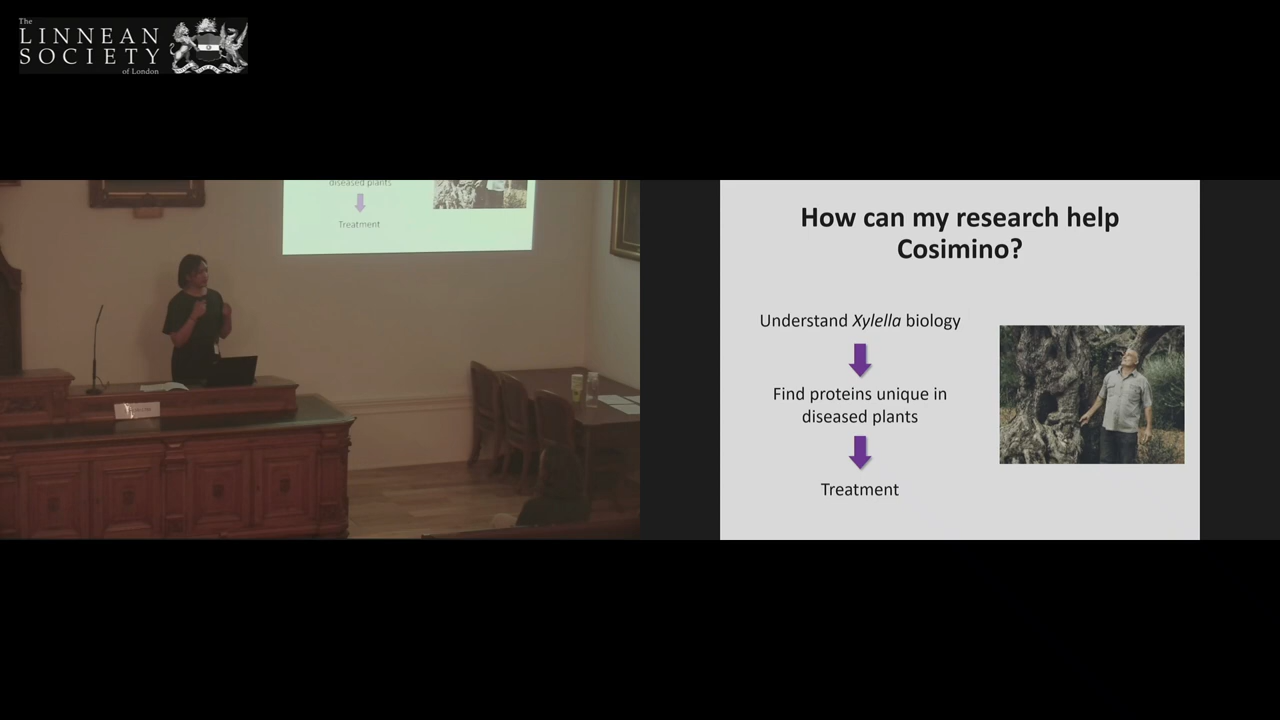 The
LINNEAN
SOCIETY
of London
diseased plants
Treatment
How can my research help
Cosimino?
Understand Xylella biology
Find proteins unique in
diseased plants
Treatment